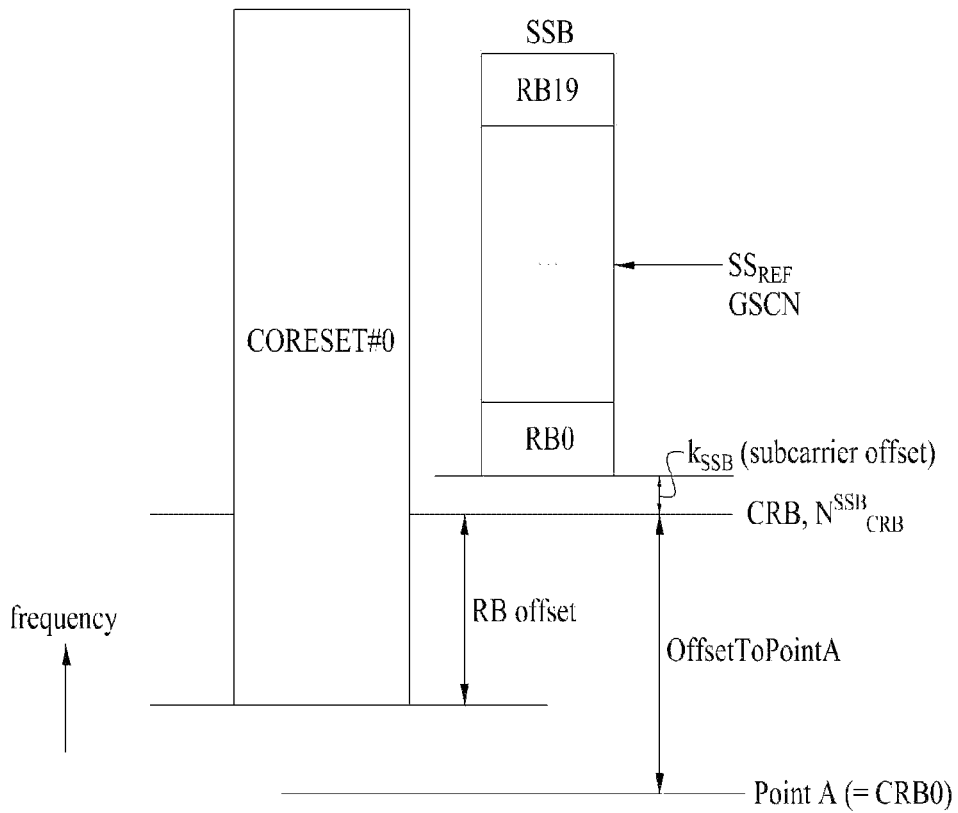 SSB
RB19
...
SS_REF
GSCN
CORESET#0
RB0
k_SSB (subcarrier offset)
CRB, N^SSB_CRB
RB offset
frequency
OffsetToPointA
Point A (= CRB0)